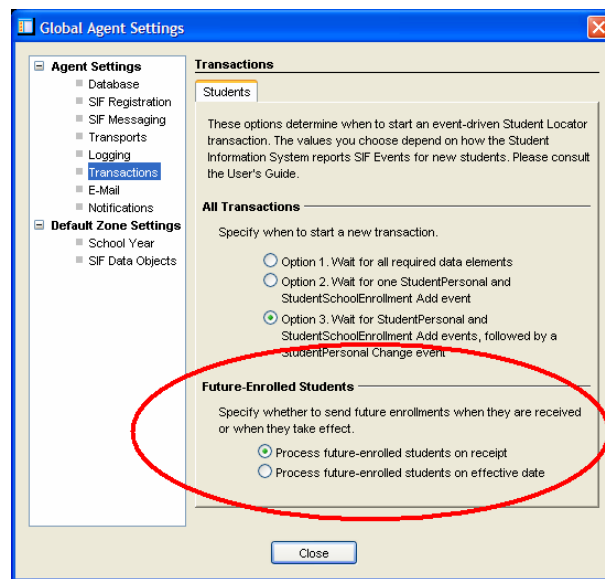 Global Agent Settings
Agent Settings
Database
SIF Registration
SIF Messaging
Transports
Logging
Transactions
E-Mail
Notifications
Default Zone Settings
School Year
SIF Data Objects
Transactions
Students
These options determine when to start an event-driven Student Locator
transaction. The values you choose depend on how the Student
Information System reports SIF Events for new students. Please consult
the User's Guide.
All Transactions
Specify when to start a new transaction.
Option 1. Wait for all required data elements
Option 2. Wait for one StudentPersonal and
StudentSchoolEnrollment Add event
Option 3. Wait for StudentPersonal and
StudentSchoolEnrollment Add events, followed by a
StudentPersonal Change event
Future-Enrolled Students
Specify whether to send future enrollments when they are received
or when they take effect.
Process future-enrolled students on receipt
Process future-enrolled students on effective date
Close